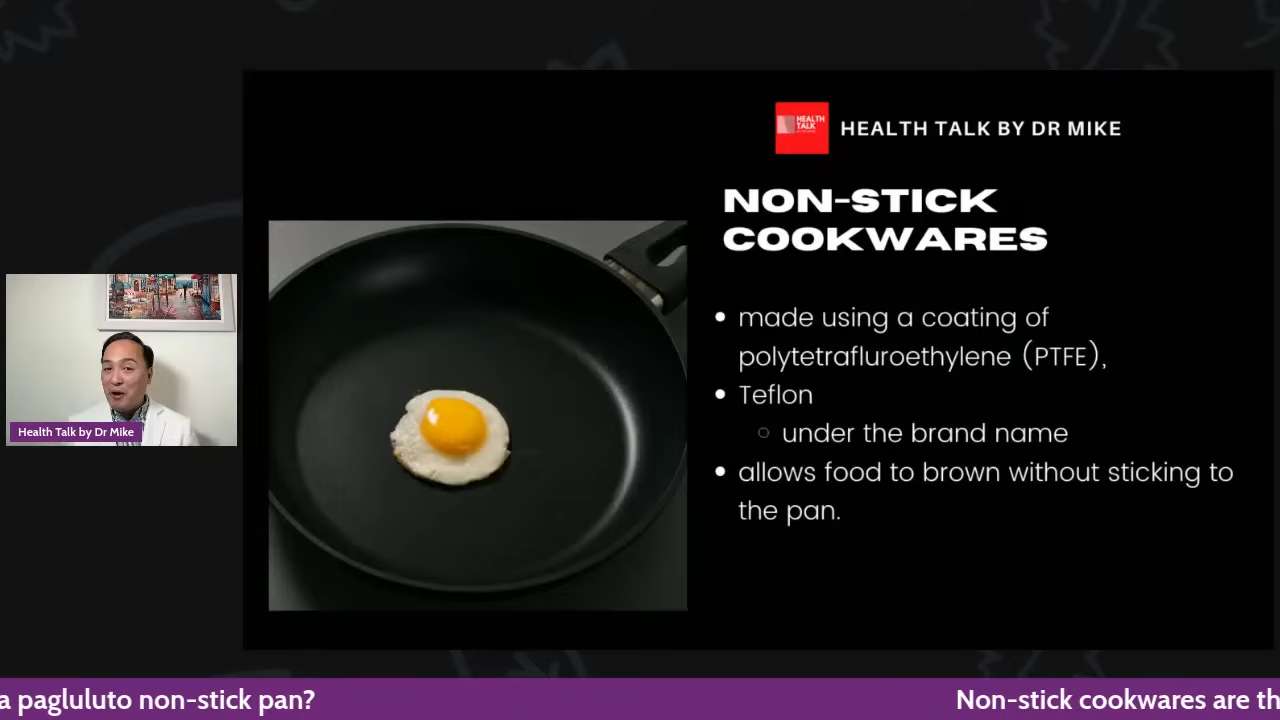 HEALTH
TALK
HEALTH TALK BY DR MIKE
NON-STICK
COOKWARES
• made using a coating of
polytetrafluroethylene (PTFE),
• Teflon
○ under the brand name
• allows food to brown without sticking to
the pan.
Health Talk by Dr Mike
a pagluluto non-stick pan?
Non-stick cookwares are th